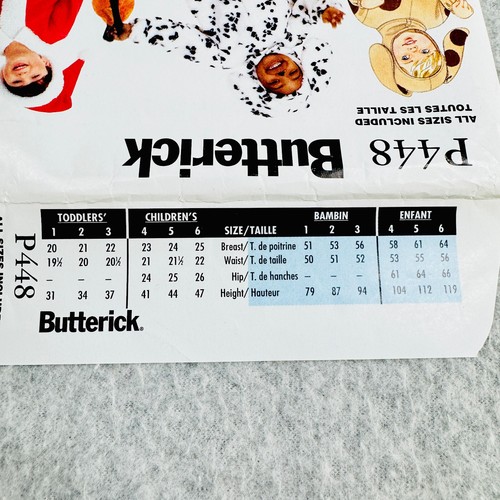 ALL SIZES INCLUDED
TOUTES LES TAILLE
P448
Butterick
P448
TODDLERS' CHILDREN'S BAMBIN ENFANT
1 2 3 4 5 6 SIZE/TAILLE 1 2 3 4 5 6
20 21 22 23 24 25 Breast/T. de poitrine 51 53 56 58 61 64
19½ 20 20½ 21 21½ 22 Waist/T. de taille 50 51 52 53 55 56
– – – 24 25 26 Hip/T. de hanches – – – 61 64 66
31 34 37 41 44 47 Height/Hauteur 79 87 94 104 112 119
Butterick®